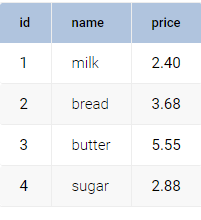 id name price
1 milk 2.40
2 bread 3.68
3 butter 5.55
4 sugar 2.88